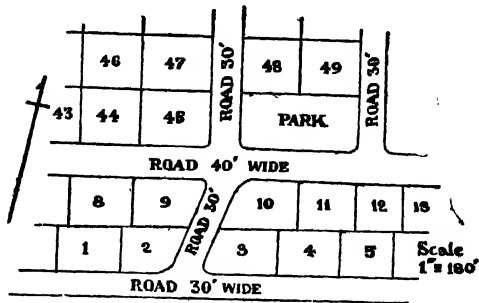 46 47 ROAD 30' 48 49 ROAD 30'
43 44 45 PARK
ROAD 40' WIDE
8 9 ROAD 30' 10 11 12 13
1 2 3 4 5 Scale
1"= 180'
ROAD 30' WIDE